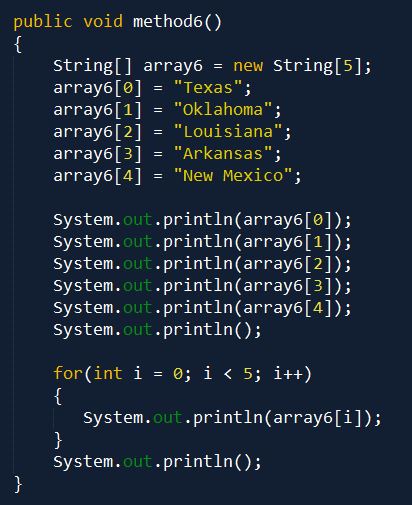 public void method6()
{
    String[] array6 = new String[5];
    array6[0] = "Texas";
    array6[1] = "Oklahoma";
    array6[2] = "Louisiana";
    array6[3] = "Arkansas";
    array6[4] = "New Mexico";

    System.out.println(array6[0]);
    System.out.println(array6[1]);
    System.out.println(array6[2]);
    System.out.println(array6[3]);
    System.out.println(array6[4]);
    System.out.println();

    for(int i = 0; i < 5; i++)
    {
       System.out.println(array6[i]);
    }
    System.out.println();
}